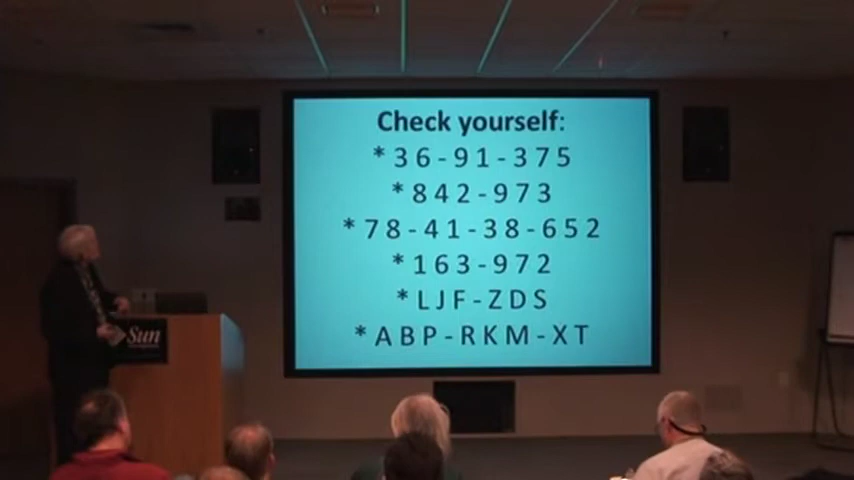 Check yourself:
*36-91-375
*842-973
*78-41-38-652
*163-972
*LJF-ZDS
*ABP-RKM-XT
Sun